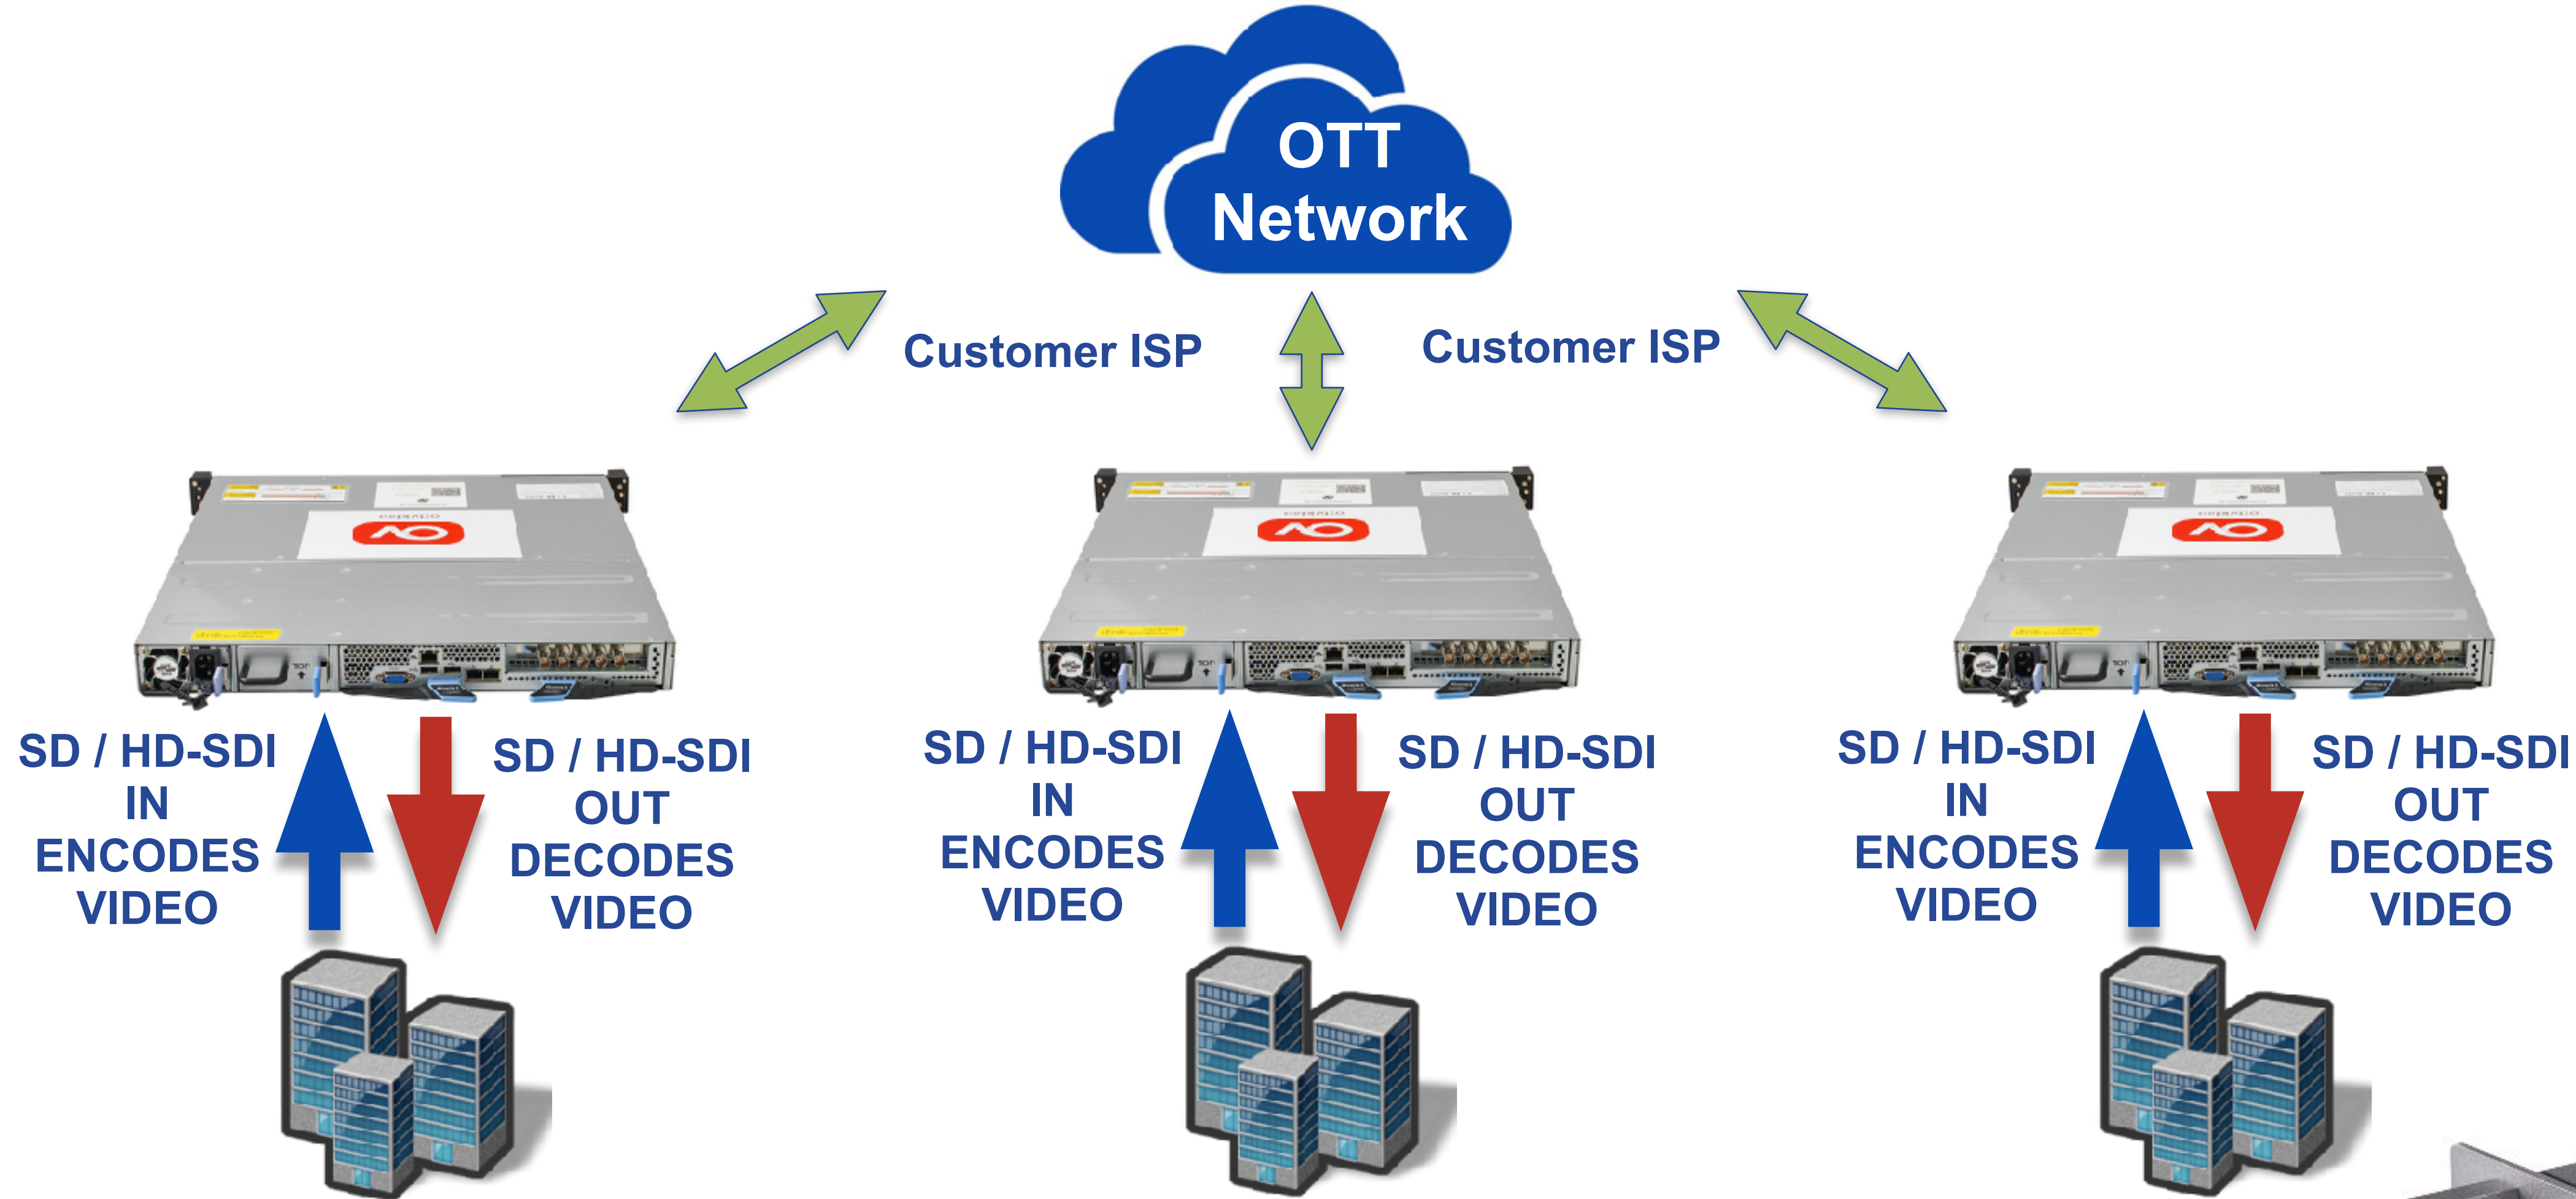 OTT
Network
Customer ISP
Customer ISP
SD / HD-SDI
IN
ENCODES
VIDEO
SD / HD-SDI
OUT
DECODES
VIDEO
SD / HD-SDI
IN
ENCODES
VIDEO
SD / HD-SDI
OUT
DECODES
VIDEO
SD / HD-SDI
IN
ENCODES
VIDEO
SD / HD-SDI
OUT
DECODES
VIDEO